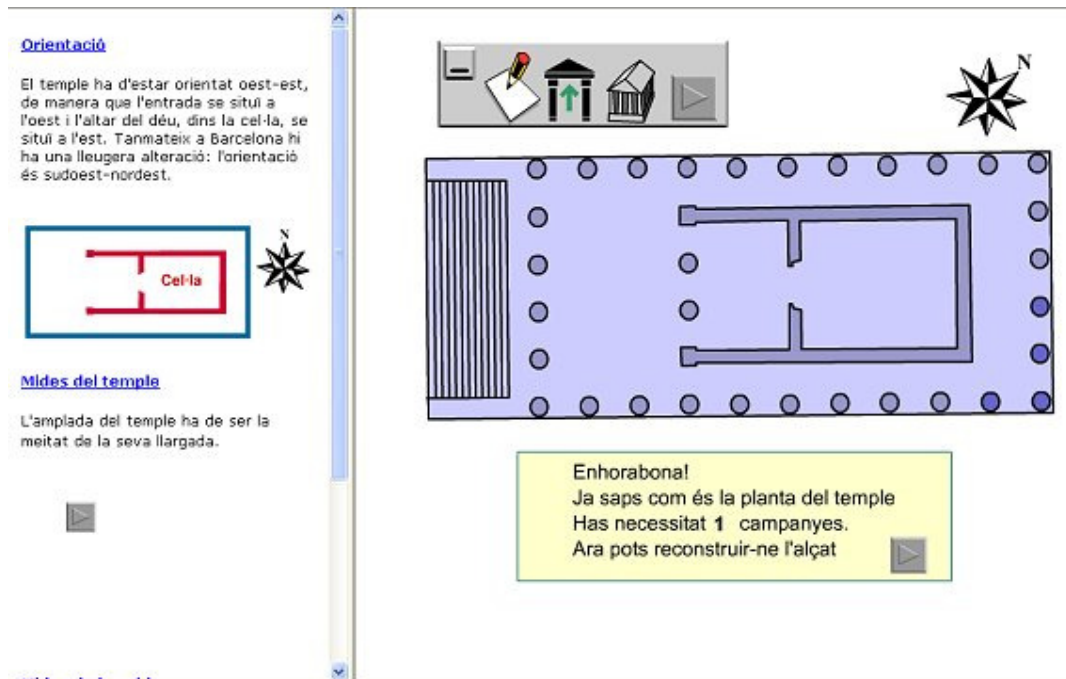 Orientació
El temple ha d'estar orientat oest-est,
de manera que l'entrada se situï a
l'oest i l'altar del déu, dins la cel·la, se
situï a l'est. Tanmateix a Barcelona hi
ha una lleugera alteració: l'orientació
és sudoest-nordest.
N
Cel·la
Mides del temple
L'amplada del temple ha de ser la
meitat de la seva llargada.
N
Enhorabona!
Ja saps com és la planta del temple
Has necessitat 1 campanyes.
Ara pots reconstruir-ne l'alçat